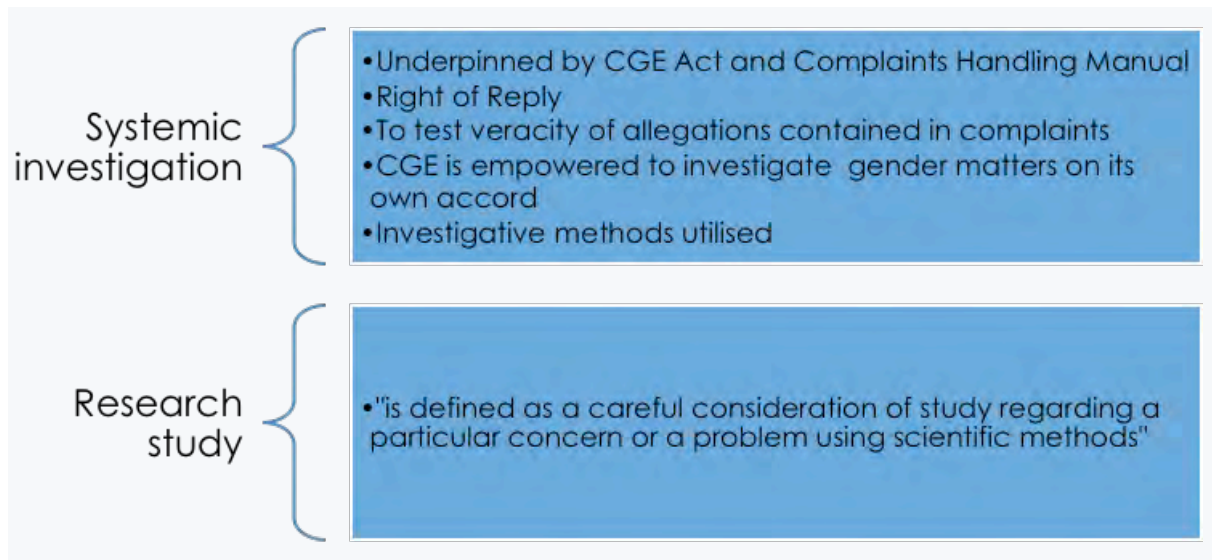 Systemic
investigation
•Underpinned by CGE Act and Complaints Handling Manual
•Right of Reply
•To test veracity of allegations contained in complaints
•CGE is empowered to investigate gender matters on its
own accord
•Investigative methods utilised
Research
study
•"is defined as a careful consideration of study regarding a
particular concern or a problem using scientific methods"